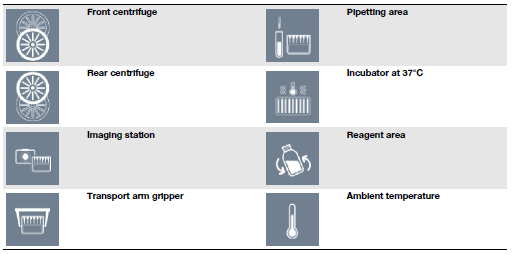 Front centrifuge
Pipetting area
Rear centrifuge
Incubator at 37°C
Imaging station
Reagent area
Transport arm gripper
Ambient temperature